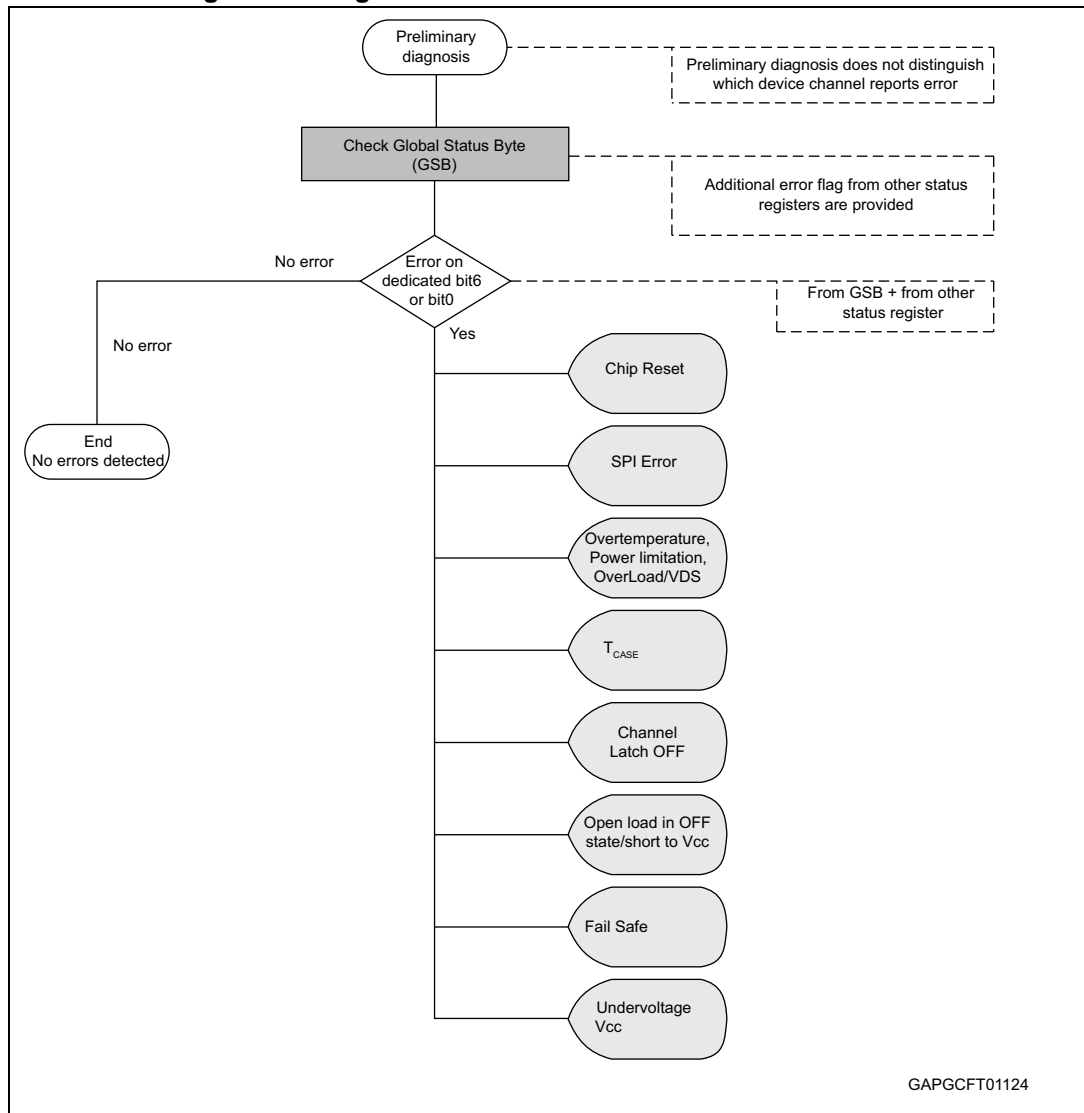 Preliminary
diagnosis
Preliminary diagnosis does not distinguish
which device channel reports error
Check Global Status Byte
(GSB)
Additional error flag from other status
registers are provided
No error
Error on
dedicated bit6
or bit0
From GSB + from other
status register
Yes
No error
Chip Reset
End
No errors detected
SPI Error
Overtemperature,
Power limitation,
OverLoad/VDS
TCASE
Channel
Latch OFF
Open load in OFF
state/short to Vcc
Fail Safe
Undervoltage
Vcc
GAPGCFT01124